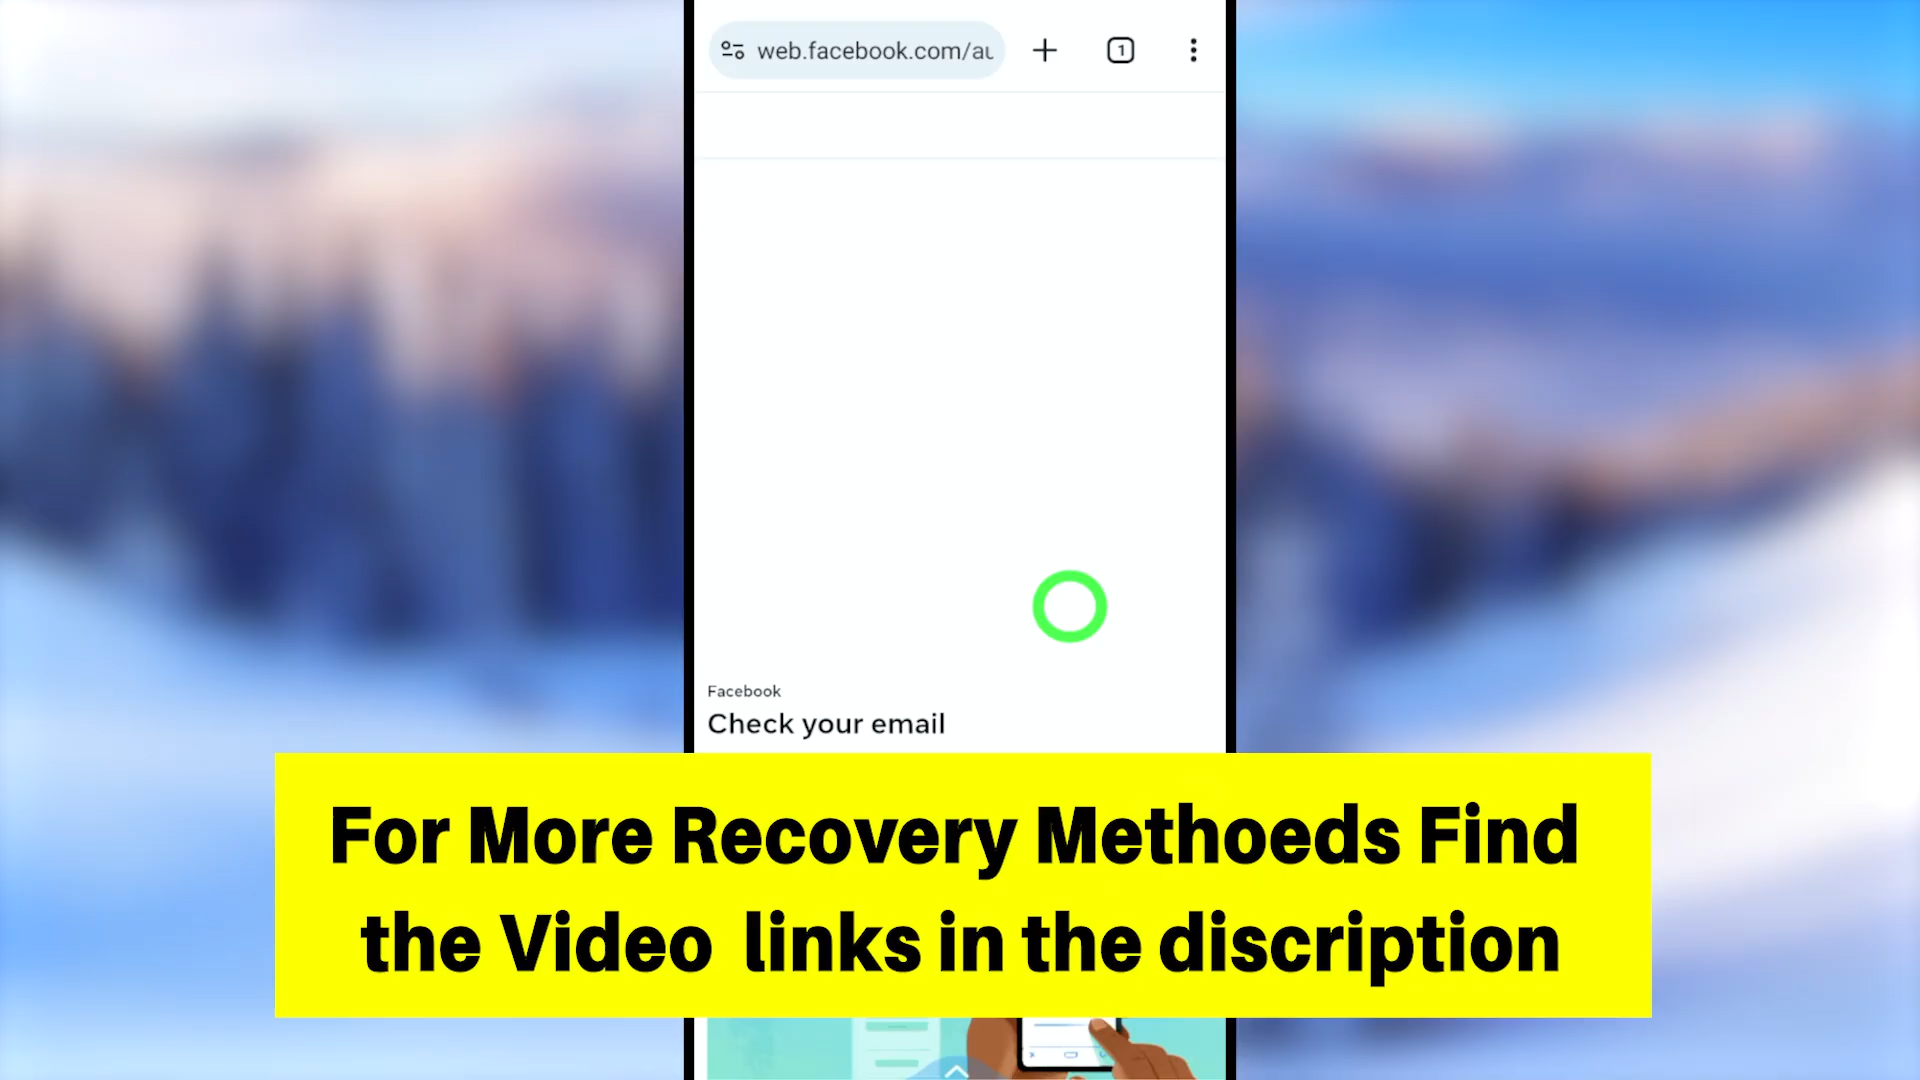 web.facebook.com/au
1
Facebook
Check your email
For More Recovery Methoeds Find
the Video links in the discription